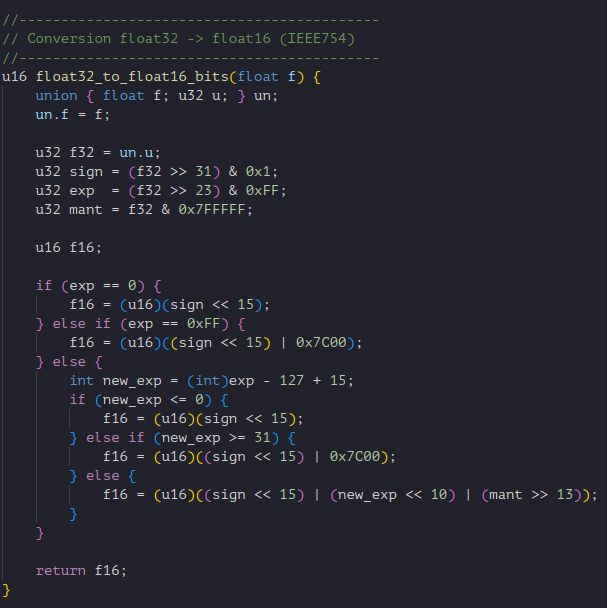 //------------------------------------------
// Conversion float32 -> float16 (IEEE754)
//------------------------------------------
u16 float32_to_float16_bits(float f) {
    union { float f; u32 u; } un;
    un.f = f;

    u32 f32 = un.u;
    u32 sign = (f32 >> 31) & 0x1;
    u32 exp  = (f32 >> 23) & 0xFF;
    u32 mant = f32 & 0x7FFFFF;

    u16 f16;

    if (exp == 0) {
        f16 = (u16)(sign << 15);
    } else if (exp == 0xFF) {
        f16 = (u16)((sign << 15) | 0x7C00);
    } else {
        int new_exp = (int)exp - 127 + 15;
        if (new_exp <= 0) {
            f16 = (u16)(sign << 15);
        } else if (new_exp >= 31) {
            f16 = (u16)((sign << 15) | 0x7C00);
        } else {
            f16 = (u16)((sign << 15) | (new_exp << 10) | (mant >> 13));
        }
    }

    return f16;
}